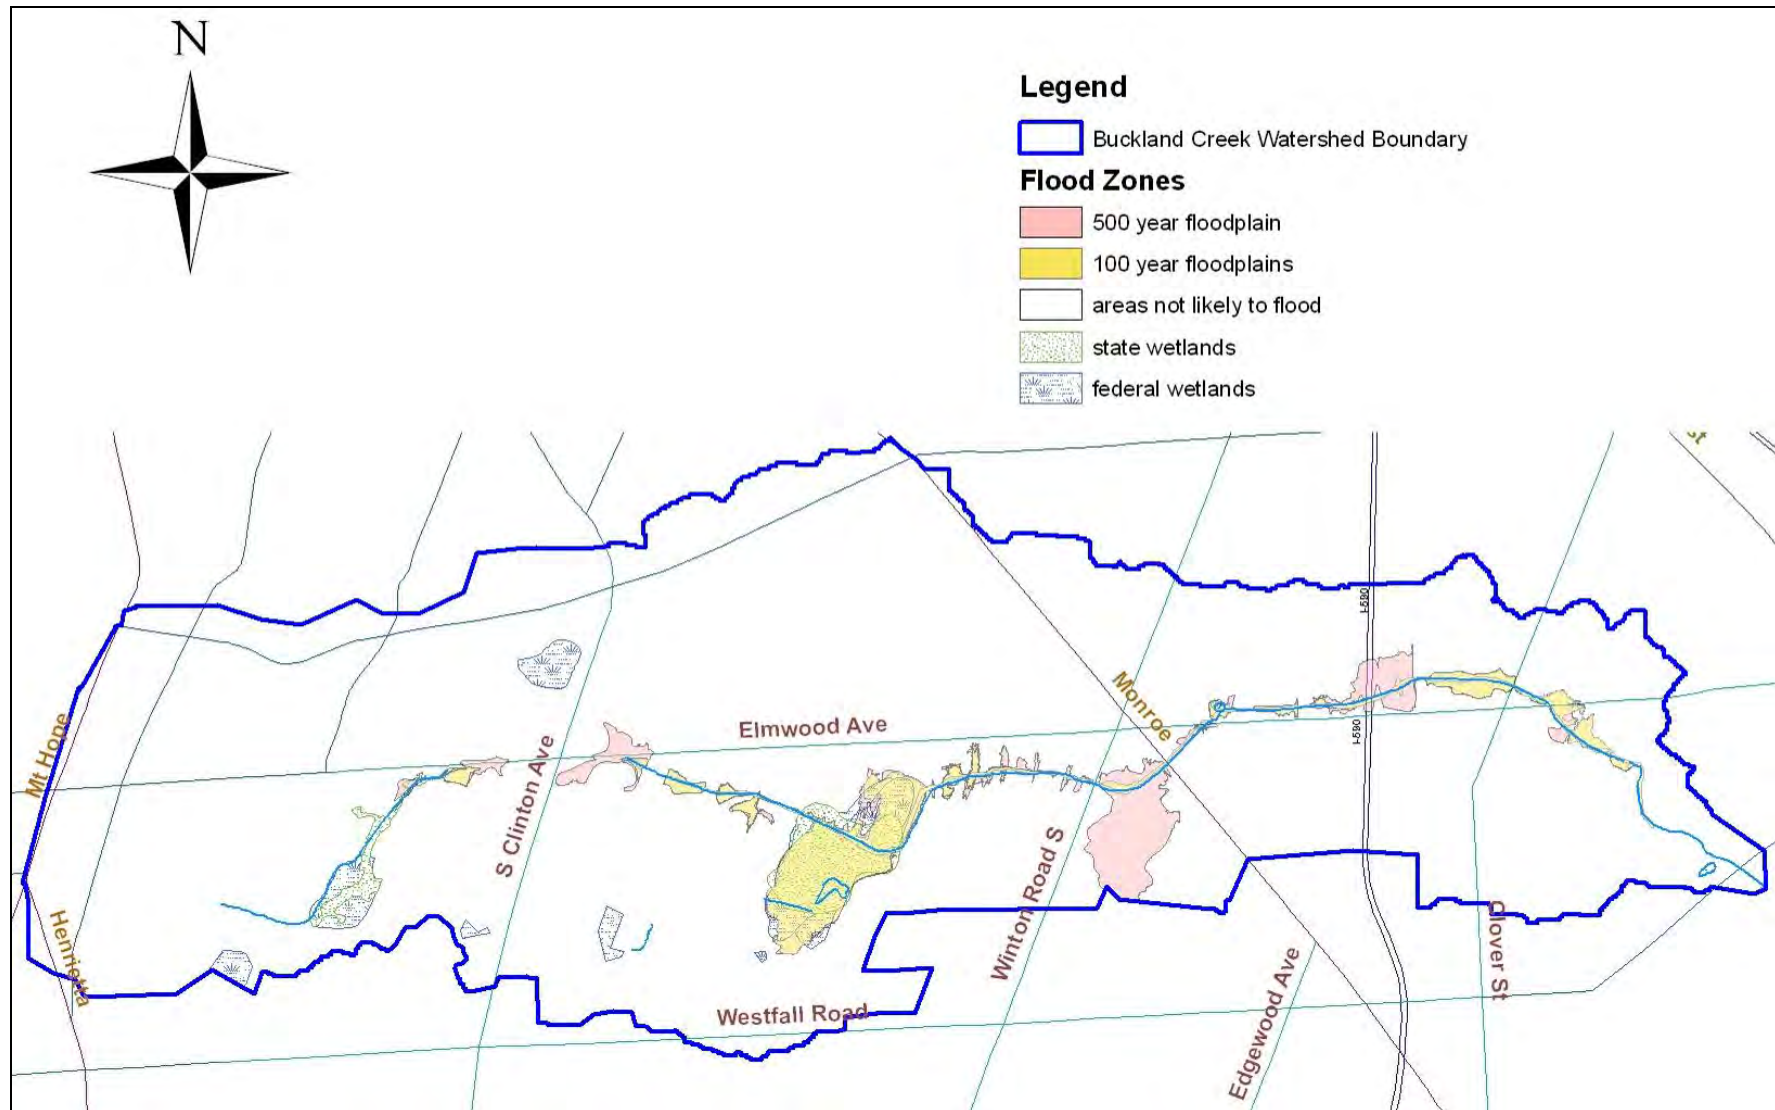 N
Legend
Buckland Creek Watershed Boundary
Flood Zones
500 year floodplain
100 year floodplains
areas not likely to flood
state wetlands
federal wetlands
st
I-590
Monroe
Elmwood Ave
I-590
Mt Hope
S Clinton Ave
Winton Road S
Henrietta
Clover St
Westfall Road
Edgewood Ave